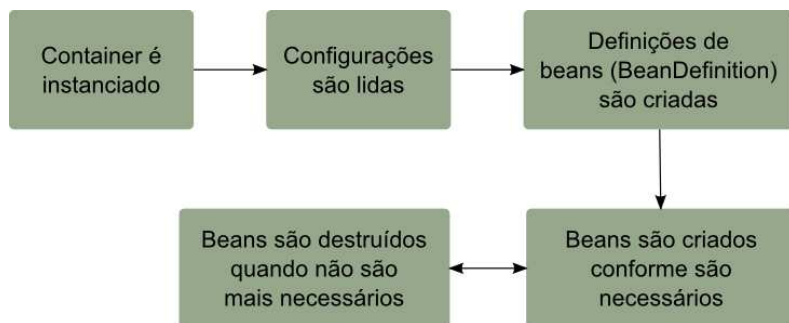 Container é
instanciado
Configurações
são lidas
Definições de
beans (BeanDefinition)
são criadas
Beans são destruídos
quando não são
mais necessários
Beans são criados
conforme são
necessários